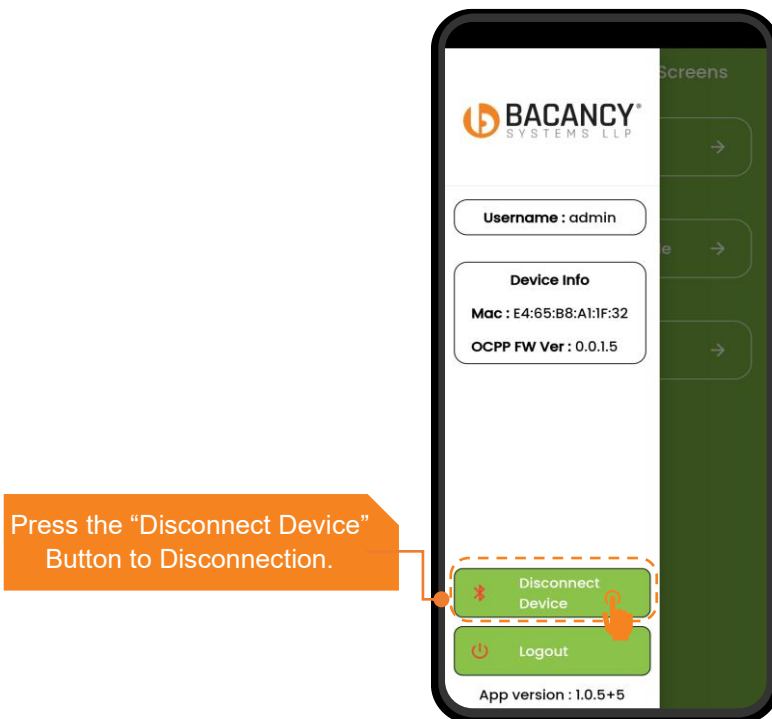 Screens
BACANCY®
SYSTEMS LLP
Username : admin
e
Device Info
Mac : E4:65:B8:A1:1F:32
OCPP FW Ver : 0.0.1.5
Press the “Disconnect Device”
Button to Disconnection.
Disconnect
Device
Logout
App version : 1.0.5+5